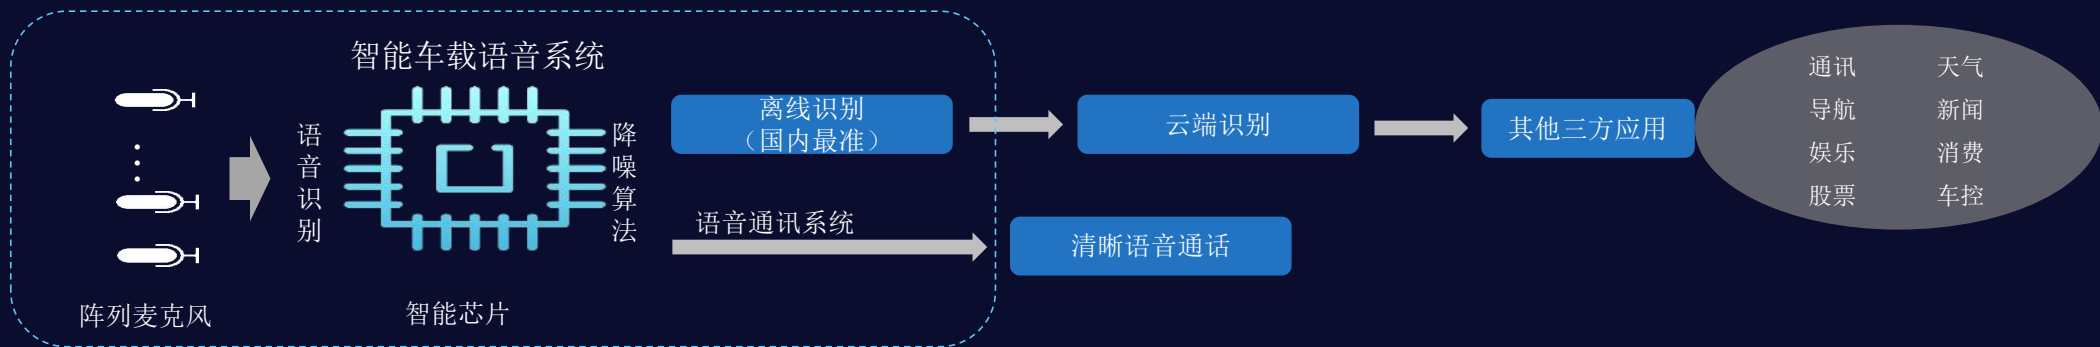 智能车载语音系统
语音识别
降噪算法
阵列麦克风
智能芯片
离线识别
（国内最准）
云端识别
其他三方应用
通讯 天气
导航 新闻
娱乐 消费
股票 车控
语音通讯系统
清晰语音通话